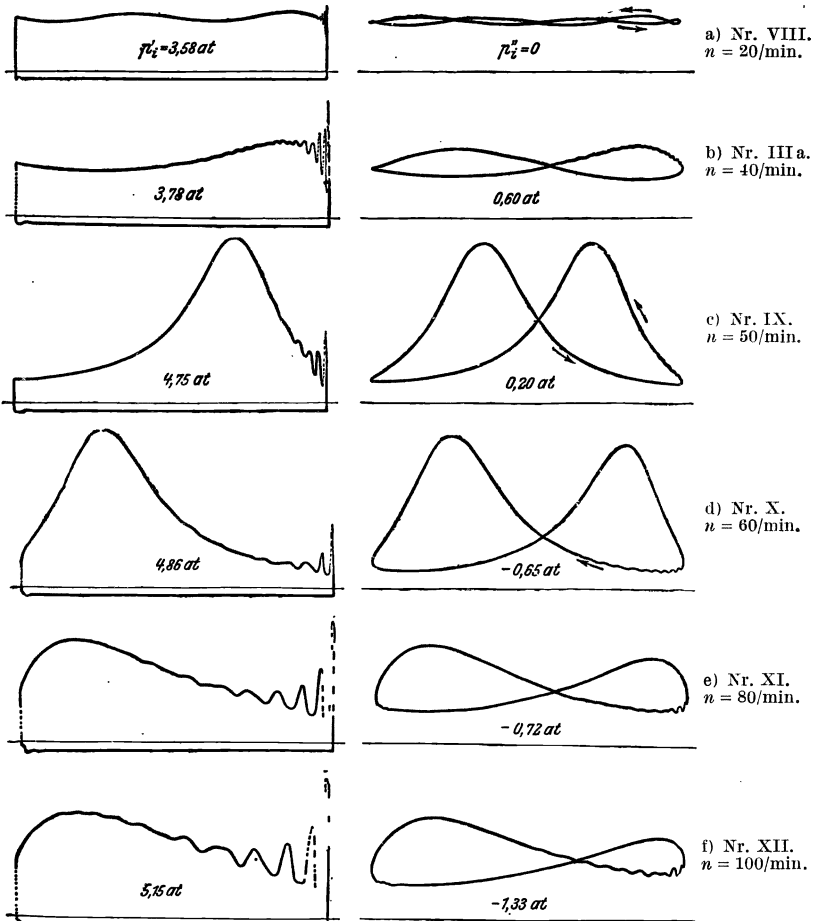 p'i = 3,58 at
p''i = 0
a) Nr. VIII.
n = 20/min.
3,78 at
0,60 at
b) Nr. III a.
n = 40/min.
4,75 at
0,20 at
c) Nr. IX.
n = 50/min.
4,86 at
-0,65 at
d) Nr. X.
n = 60/min.
-0,72 at
e) Nr. XI.
n = 80/min.
5,15 at
-1,33 at
f) Nr. XII.
n = 100/min.